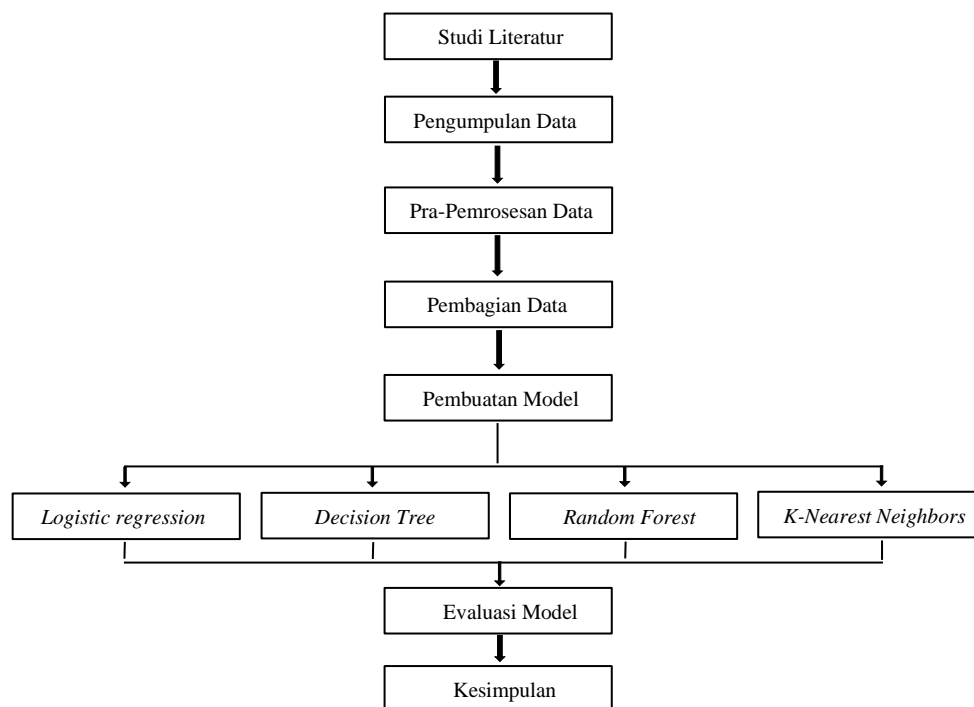 Studi Literatur
Pengumpulan Data
Pra-Pemrosesan Data
Pembagian Data
Pembuatan Model
Logistic regression
Decision Tree
Random Forest
K-Nearest Neighbors
Evaluasi Model
Kesimpulan